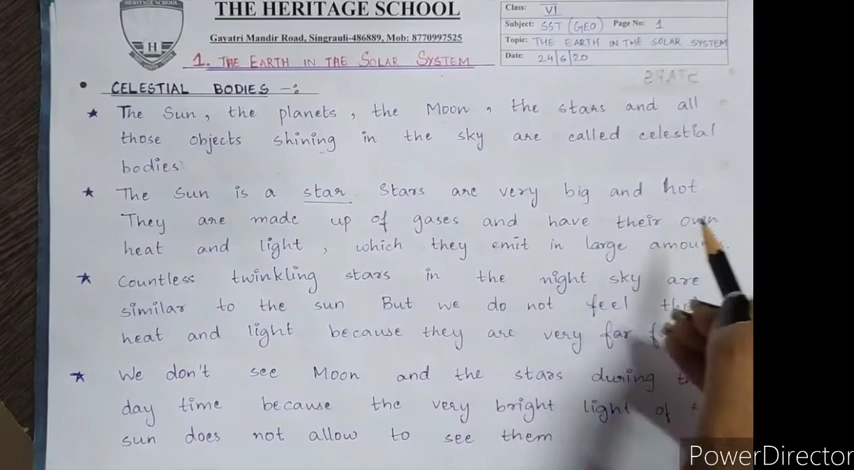 HERITAGE SCHOOL
H
THE HERITAGE SCHOOL
Gayatri Mandir Road, Singrauli-486889, Mob: 8770997525
Class: VI
Subject: SST (GEO) Page No: 1
Topic: THE EARTH IN THE SOLAR SYSTEM
Date: 24/6/20
1. THE EARTH IN THE SOLAR SYSTEM
STARS
• CELESTIAL BODIES -:
★ The Sun, the planets, the Moon, the stars and all
those objects shining in the sky are called celestial
bodies
★ The Sun is a star Stars are very big and hot
They are made up of gases and have their own
heat and light, which they emit in large
★ Countless twinkling stars in the night sky are
similar to the sun But we do not feel
heat and light because they are very far
★ We don't see Moon and the stars during
day time because the very bright light of
sun does not allow to see them
PowerDirector